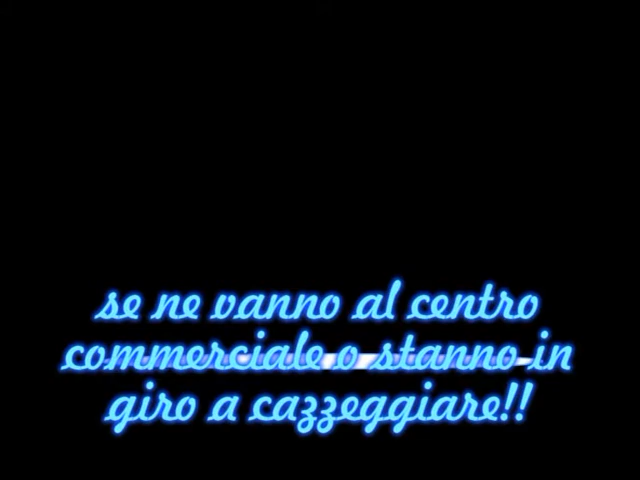 se ne vanno al centro
commerciale o stanno in
giro a cazzeggiare!!